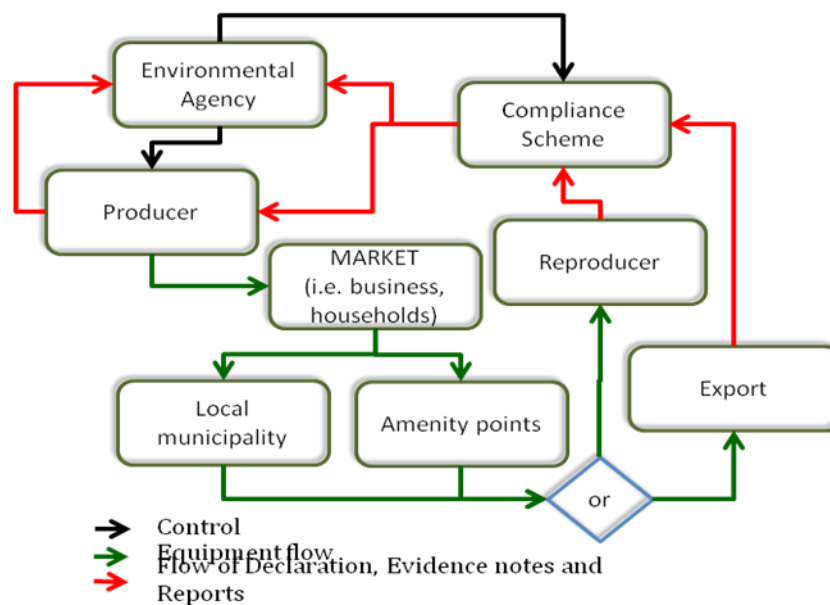 Environmental
Agency
Compliance
Scheme
Producer
MARKET
(i.e. business,
households)
Reproducer
Local
municipality
Amenity points
Export
or
Control
Equipment flow
Flow of Declaration, Evidence notes and
Reports